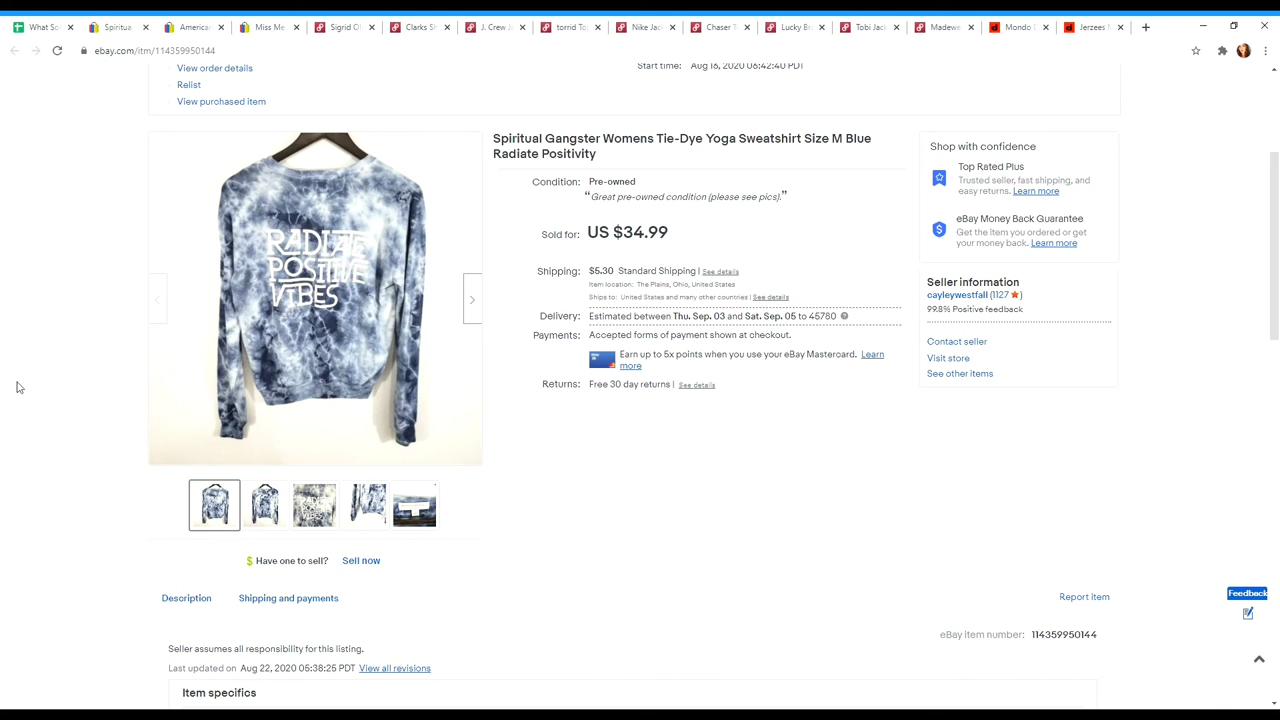 What So
Spiritua
American
Miss Me
Sigrid Ol
Clarks Sh
J. Crew J
torrid To
Nike Jack
Chaser T
Lucky Br
Tobi Jack
Madewe
Mondo
Jerzees M
ebay.com/itm/114359950144
View order details
Start time: Aug 16, 2020 06:42:40 PDT
Relist
View purchased item
Spiritual Gangster Womens Tie-Dye Yoga Sweatshirt Size M Blue
Radiate Positivity
Condition: Pre-owned
“Great pre-owned condition (please see pics).”
Sold for: US $34.99
Shipping: $5.30 Standard Shipping | See details
Item location: The Plains, Ohio, United States
Ships to: United States and many other countries | See details
Delivery: Estimated between Thu. Sep. 03 and Sat. Sep. 05 to 45780
Payments: Accepted forms of payment shown at checkout.
Earn up to 5x points when you use your eBay Mastercard. Learn
more
Returns: Free 30 day returns | See details
Shop with confidence
Top Rated Plus
Trusted seller, fast shipping, and
easy returns. Learn more
eBay Money Back Guarantee
Get the item you ordered or get
your money back. Learn more
Seller information
cayleywestfall (1127 )
99.8% Positive feedback
Contact seller
Visit store
See other items
RADIATE
POSITIVE
VIBES
$ Have one to sell? Sell now
Description
Shipping and payments
Report item
Feedback
eBay item number: 114359950144
Seller assumes all responsibility for this listing.
Last updated on Aug 22, 2020 05:38:25 PDT View all revisions
Item specifics